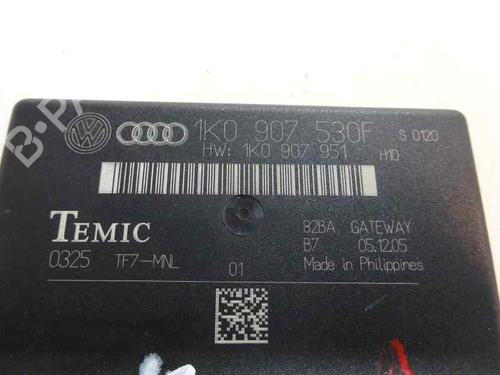 1K0 907 530F S 0120
HW: 1K0 907 951 H10
TEMIC
82BA GATEWAY
0325 TF7-MNL 01
B7 05.12.05
Made in Philippines